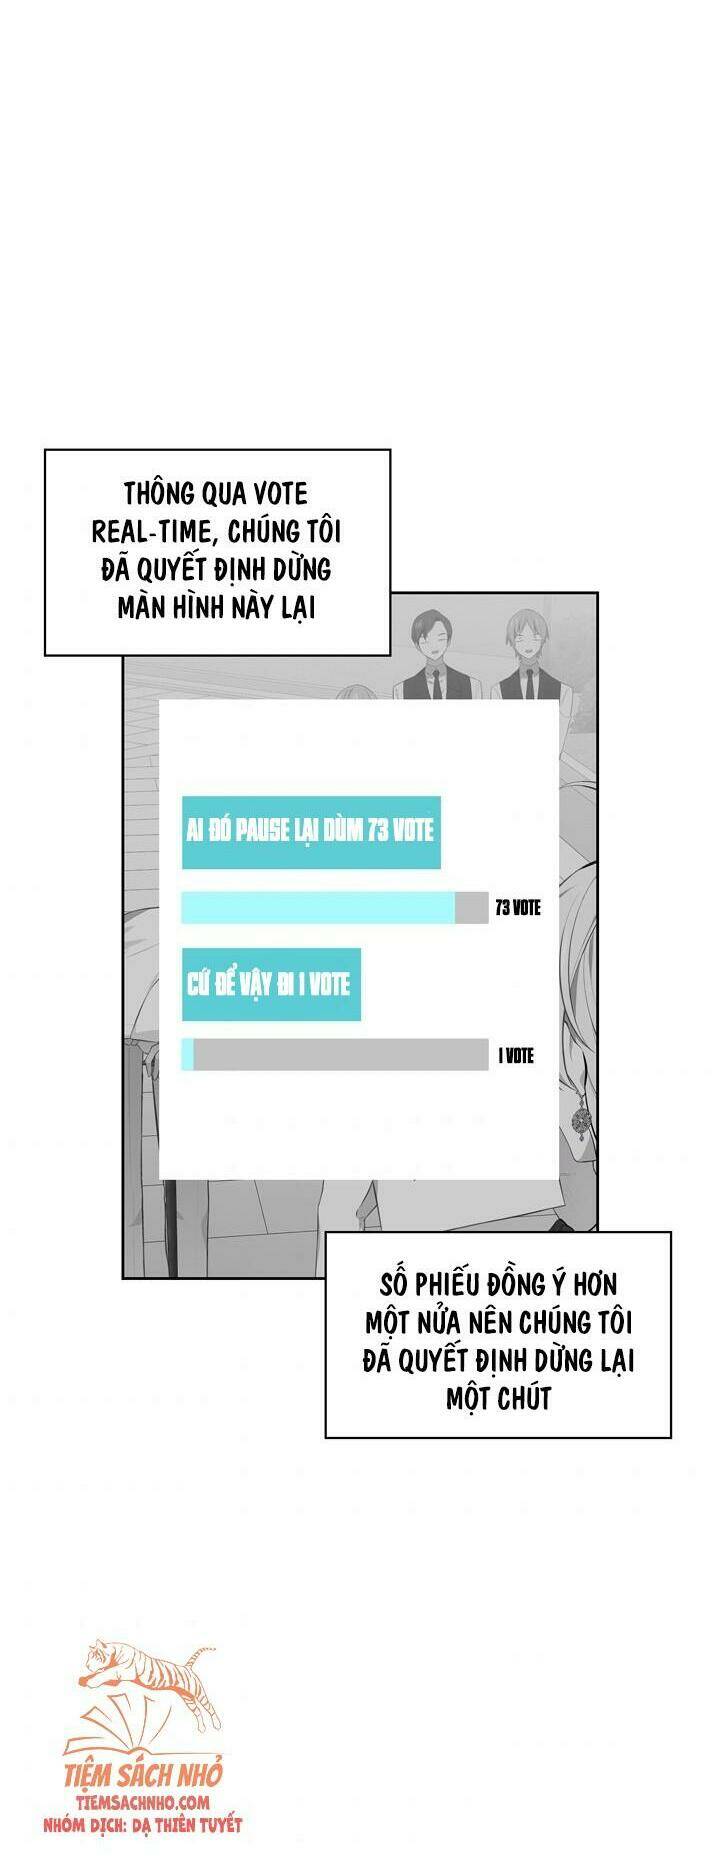 THÔNG QUA VOTE
REAL-TIME, CHÚNG TÔI
ĐÃ QUYẾT ĐỊNH DỪNG
MÀN HÌNH NÀY LẠI
AI ĐÓ PAUSE LẠI DÙM 73 VOTE
73 VOTE
CỨ ĐỂ VẬY ĐI 1 VOTE
1 VOTE
SỐ PHIẾU ĐỒNG Ý HƠN
MỘT NỬA NÊN CHÚNG TÔI
ĐÃ QUYẾT ĐỊNH DỪNG LẠI
MỘT CHÚT
TIỆM SÁCH NHỎ
TIEMSACHNHO.COM
NHÓM DỊCH: DẠ THIÊN TUYẾT